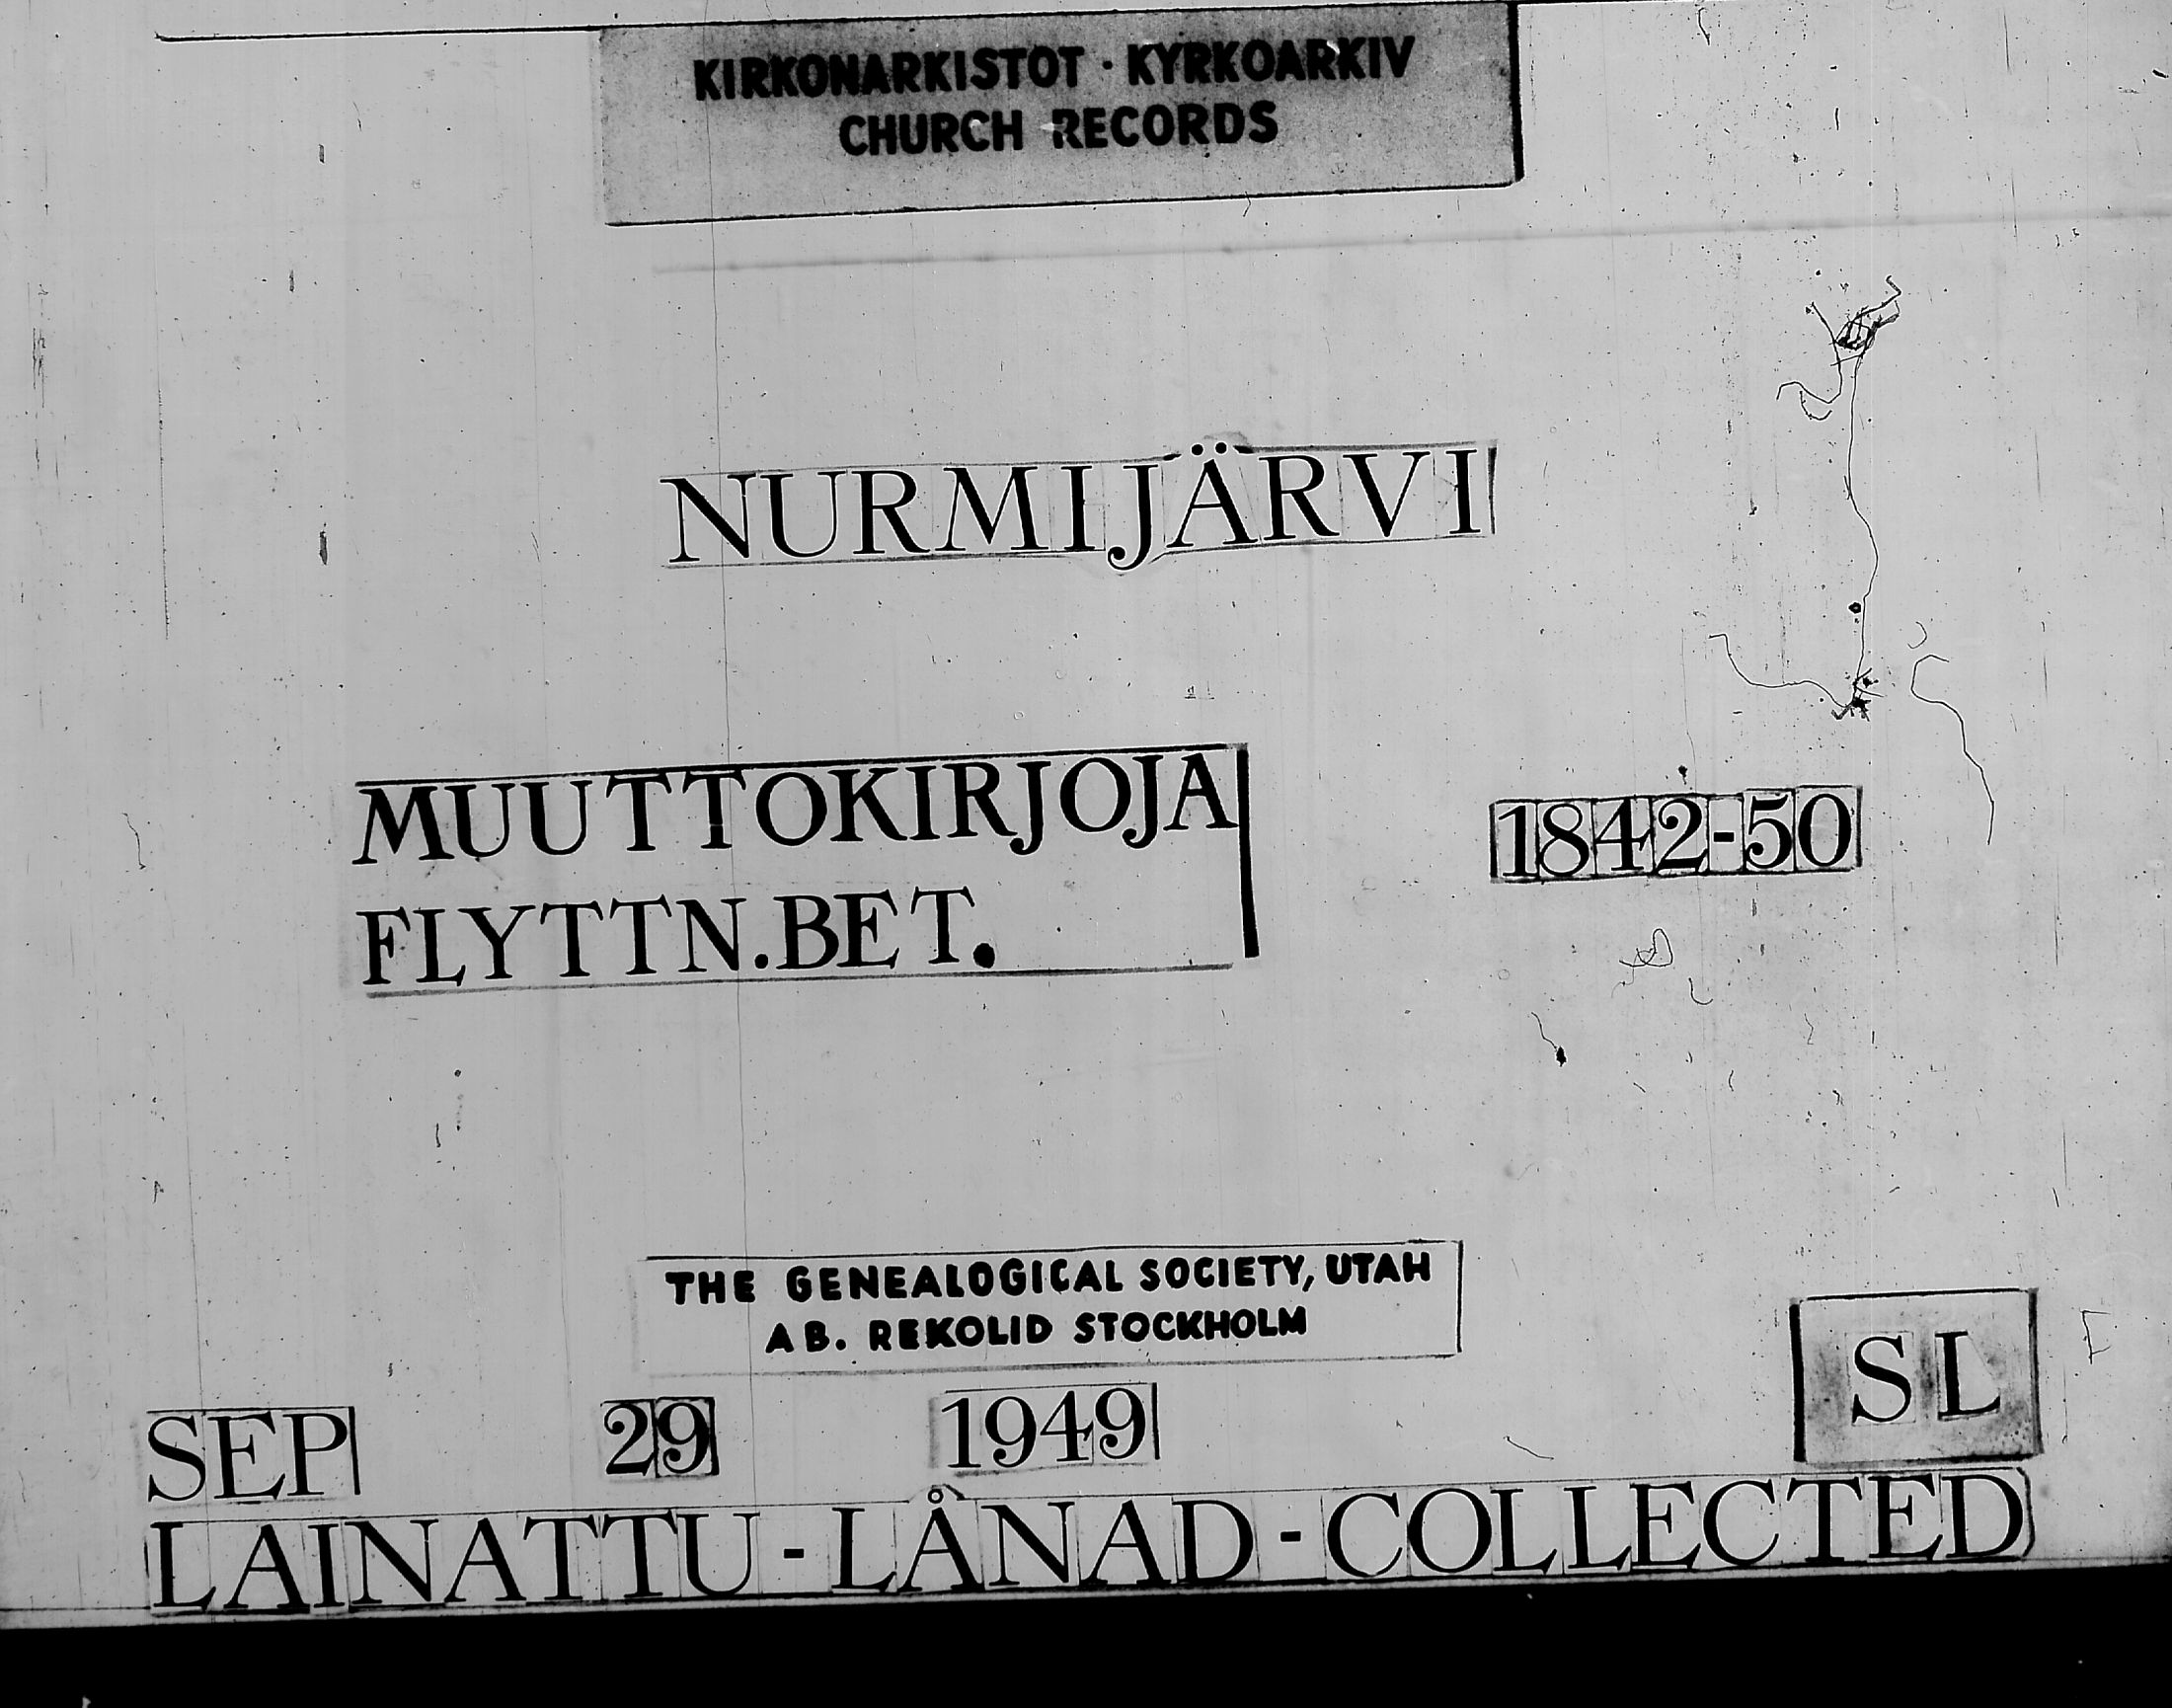 KIRKONARKISTOT · KYRKOARKIV
CHURCH RECORDS
NURMIJÄRVI
MUUTTOKIRJOJA 1842-50
FLYTTN.BET.
THE GENEALOGICAL SOCIETY, UTAH
AB. REKOLID STOCKHOLM
SL
SEP 29 1949
LAINATTU - LÅNAD - COLLECTED